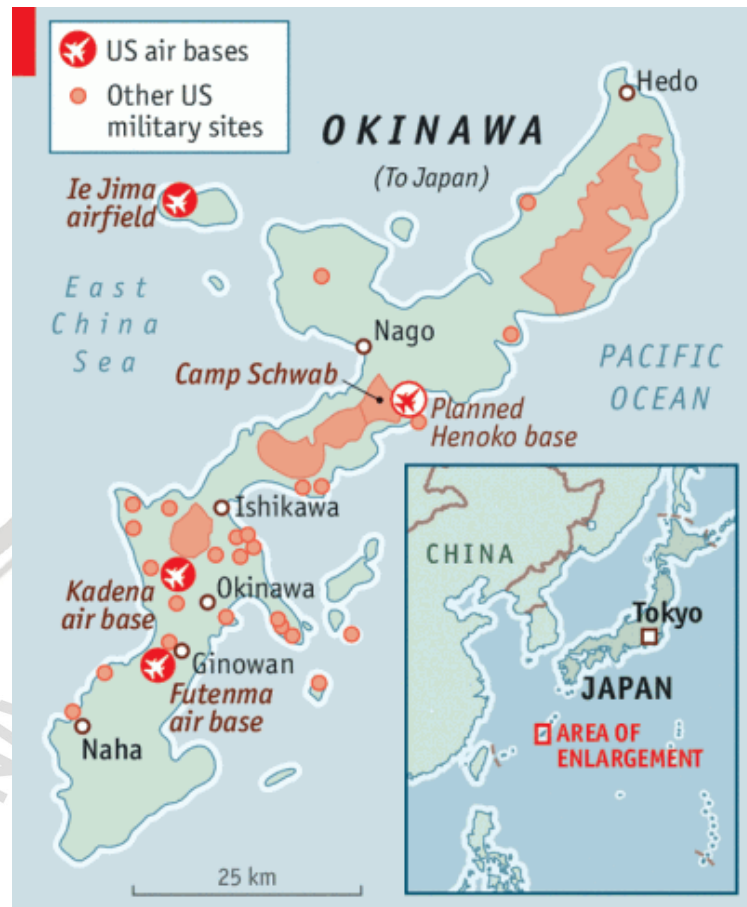 US air bases
Other US
military sites
OKINAWA
(To Japan)
Hedo
Ie Jima
airfield
East
China
Sea
Nago
Camp Schwab
PACIFIC
OCEAN
Planned
Henoko base
Ishikawa
Kadena
air base
Okinawa
Ginowan
Futenma
air base
Naha
25 km
CHINA
Tokyo
JAPAN
AREA OF
ENLARGEMENT